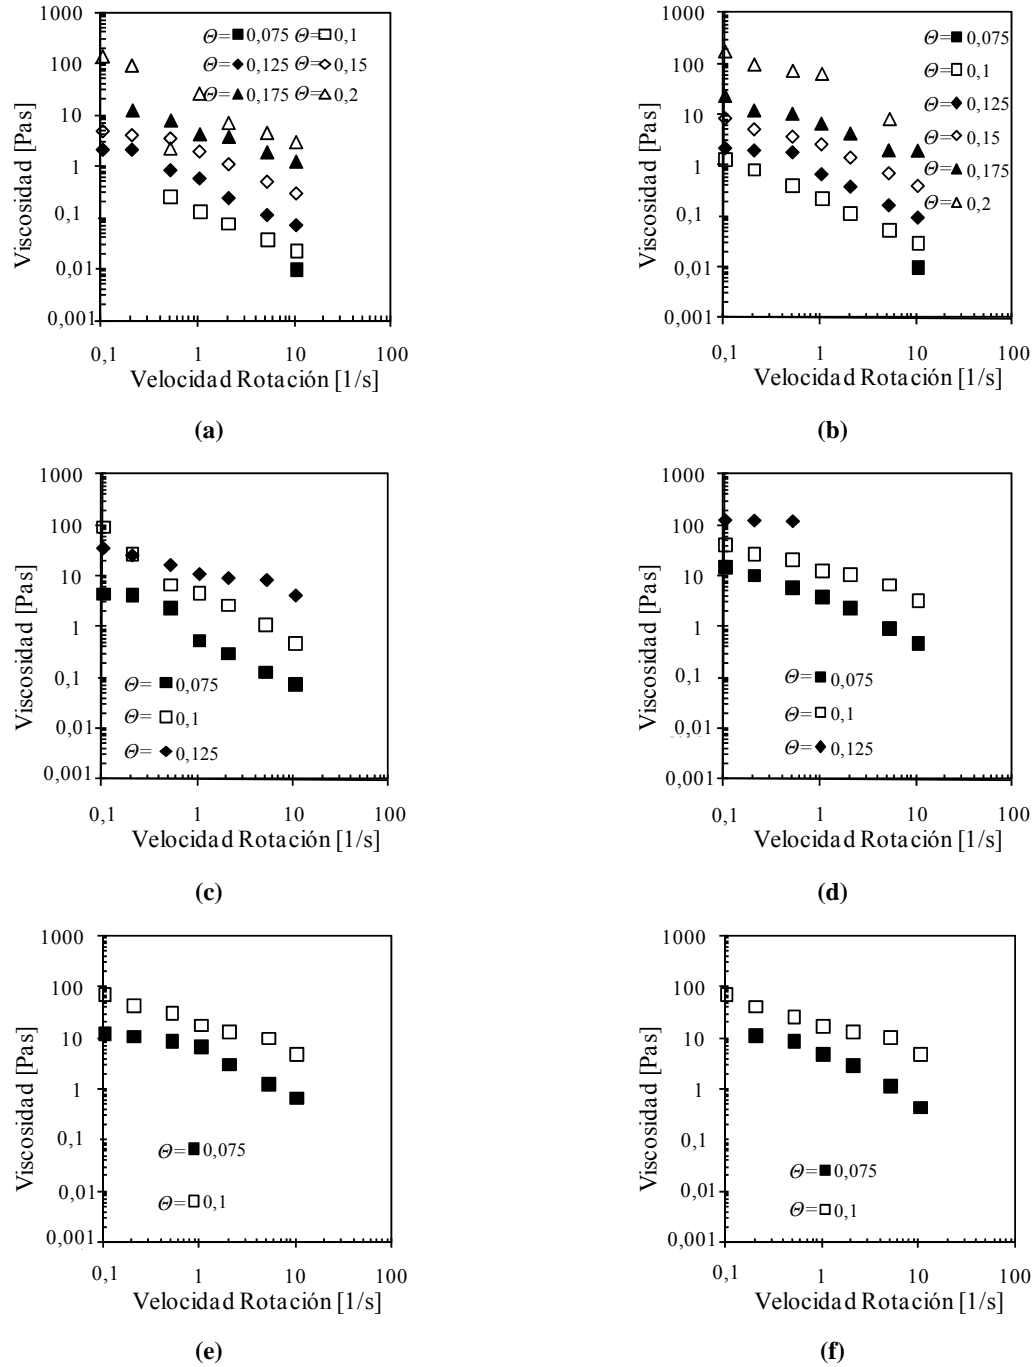 1000
100
10
1
0,1
0,01
0,001
Viscosidad [Pas]
Θ= 0,075 Θ= 0,1
Θ= 0,125 Θ= 0,15
Θ= 0,175 Θ= 0,2
0,1 1 10 100
Velocidad Rotación [1/s]
(a)
1000
100
10
1
0,1
0,01
0,001
Viscosidad [Pas]
Θ= 0,075
Θ= 0,1
Θ= 0,125
Θ= 0,15
Θ= 0,175
Θ= 0,2
0,1 1 10 100
Velocidad Rotación [1/s]
(b)
1000
100
10
1
0,1
0,01
0,001
Viscosidad [Pas]
Θ= 0,075
Θ= 0,1
Θ= 0,125
0,1 1 10 100
Velocidad Rotación [1/s]
(c)
1000
100
10
1
0,1
0,01
0,001
Viscosidad [Pas]
Θ= 0,075
Θ= 0,1
Θ= 0,125
0,1 1 10 100
Velocidad Rotación [1/s]
(d)
1000
100
10
1
0,1
0,01
0,001
Viscosidad [Pas]
Θ= 0,075
Θ= 0,1
0,1 1 10 100
Velocidad Rotación [1/s]
(e)
1000
100
10
1
0,1
0,01
0,001
Viscosidad [Pas]
Θ= 0,075
Θ= 0,1
0,1 1 10 100
Velocidad Rotación [1/s]
(f)